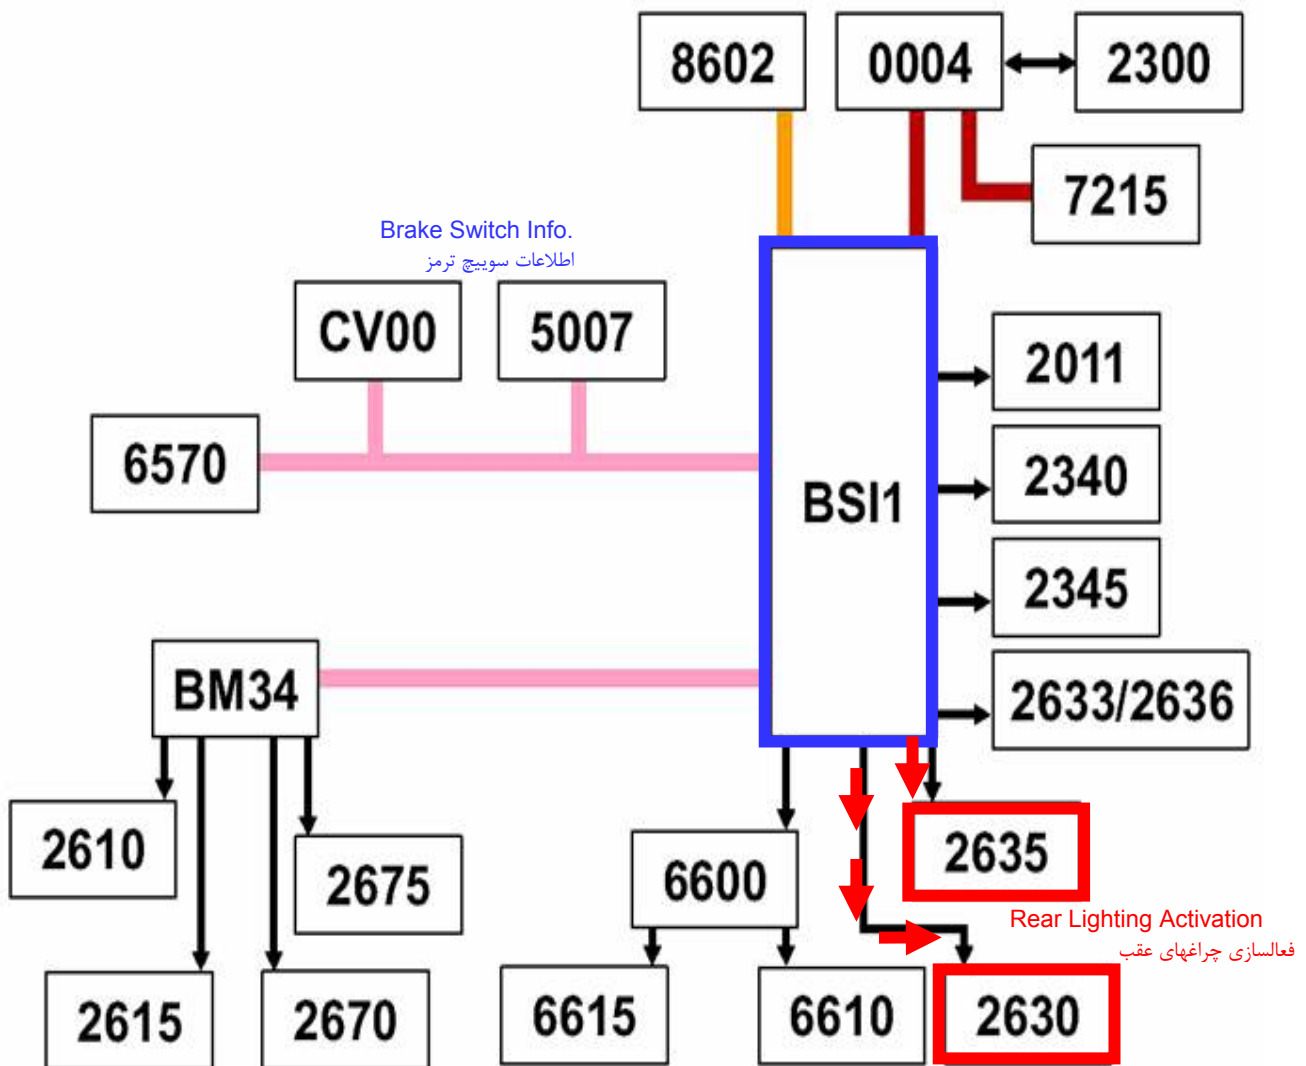 8602
0004
2300
7215
Brake Switch Info.
اطلاعات سوییچ ترمز
CV00
5007
2011
6570
2340
BSI1
2345
BM34
2633/2636
2610
2675
6600
2635
Rear Lighting Activation
فعالسازی چراغهای عقب
2615
2670
6615
6610
2630